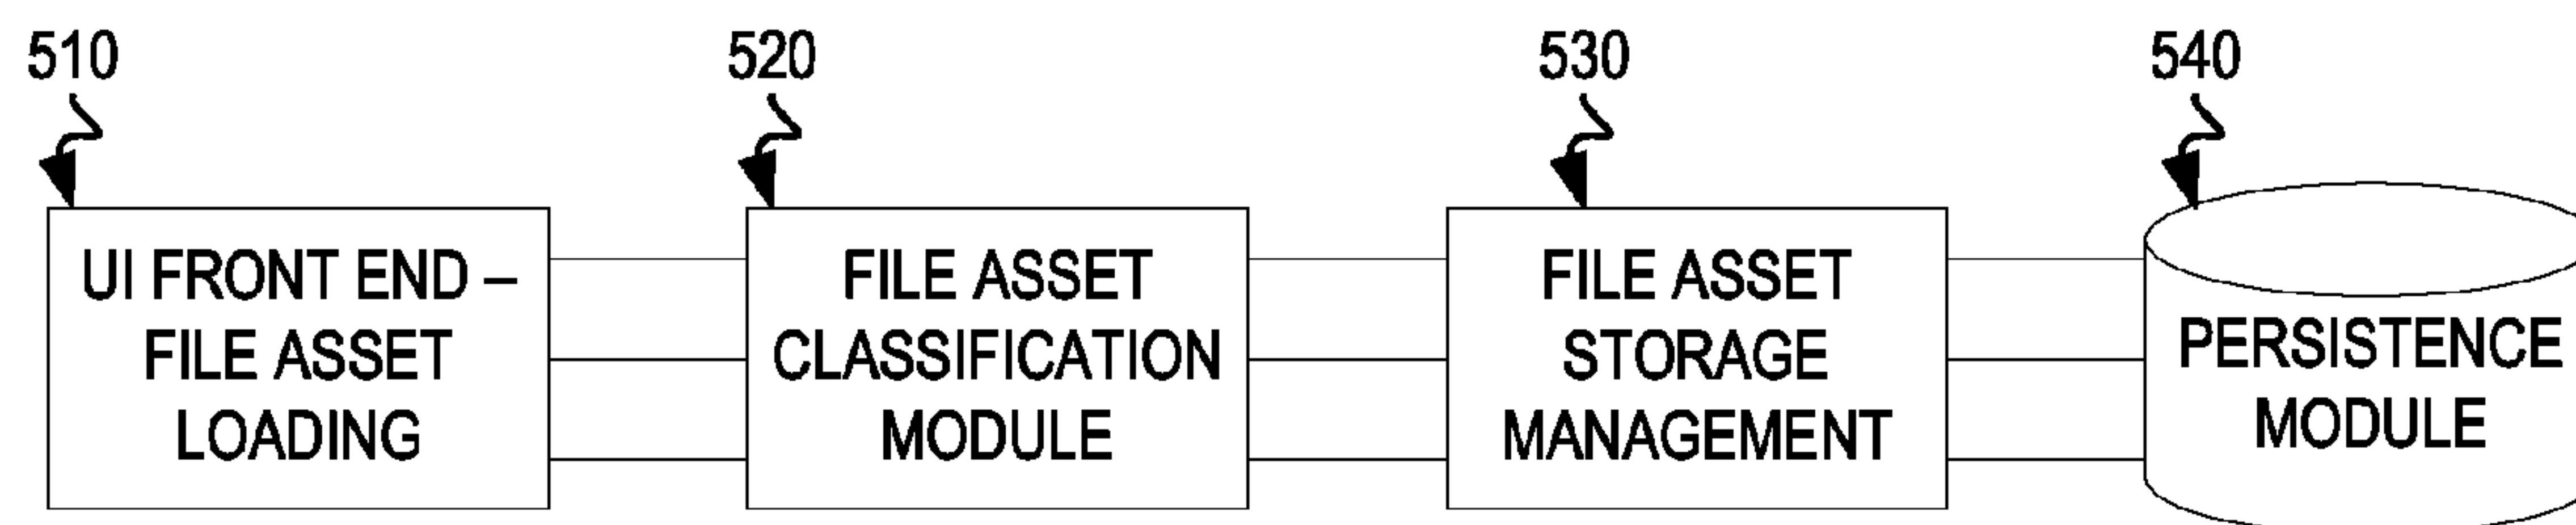 510
520
530
540
UI FRONT END –
FILE ASSET
LOADING
FILE ASSET
CLASSIFICATION
MODULE
FILE ASSET
STORAGE
MANAGEMENT
PERSISTENCE
MODULE